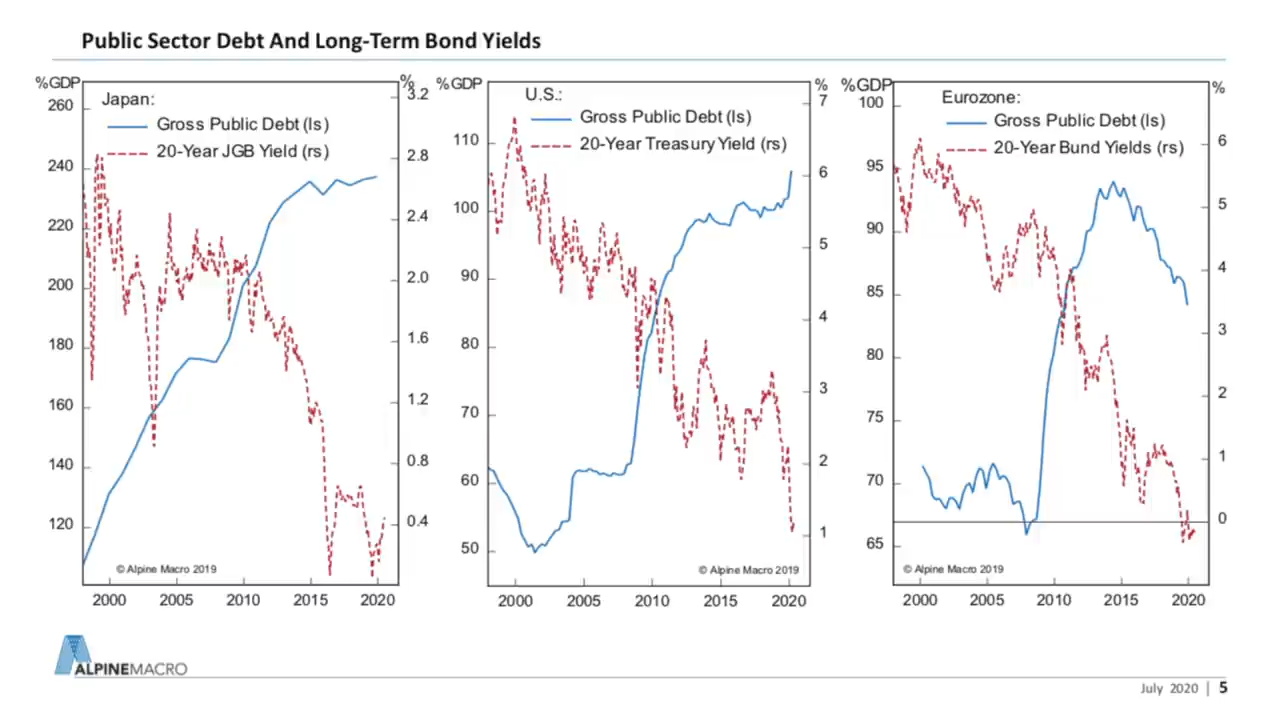 Public Sector Debt And Long-Term Bond Yields
%GDP
%
Japan:
Gross Public Debt (ls)
20-Year JGB Yield (rs)
260
240
220
200
180
160
140
120
3.2
2.8
2.4
2.0
1.6
1.2
0.8
0.4
© Alpine Macro 2019
2000 2005 2010 2015 2020
%GDP
%
U.S.:
Gross Public Debt (ls)
20-Year Treasury Yield (rs)
110
100
90
80
70
60
50
7
6
5
4
3
2
1
© Alpine Macro 2019
2000 2005 2010 2015 2020
%GDP
%
Eurozone:
Gross Public Debt (ls)
20-Year Bund Yields (rs)
100
95
90
85
80
75
70
65
6
5
4
3
2
1
0
© Alpine Macro 2019
2000 2005 2010 2015 2020
ALPINEMACRO
July 2020 | 5